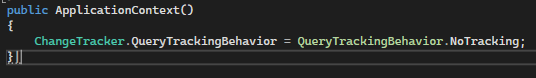 public ApplicationContext()
{
ChangeTracker.QueryTrackingBehavior = QueryTrackingBehavior.NoTracking;
}